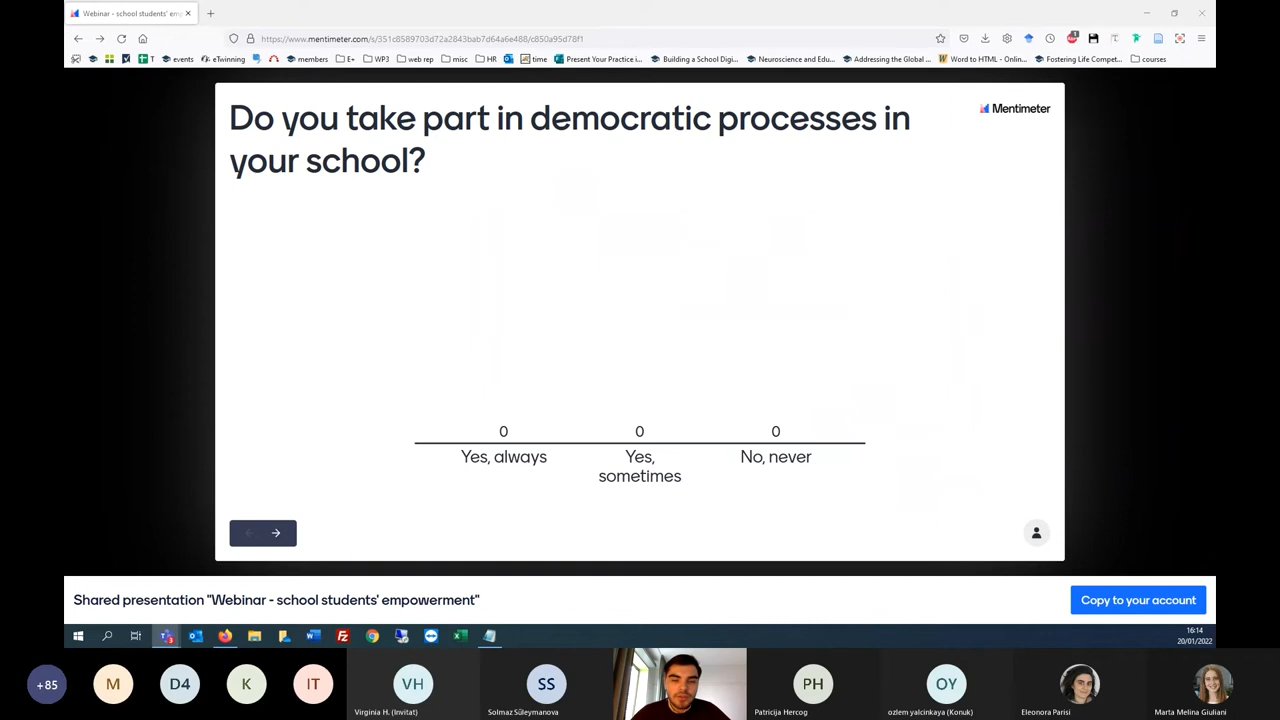 Webinar - school students' em
https://www.mentimeter.com/s/351c8589703d72a2843bab7d64a6e488/c850a95d78f1
T
events
eTwinning
members
E+
WP3
web rep
misc
HR
time
Present Your Practice i...
Building a School Digi...
Neuroscience and Edu...
Addressing the Global ...
Word to HTML - Onlin...
Fostering Life Compet...
courses
Do you take part in democratic processes in
your school?
Mentimeter
0 0 0
Yes, always
Yes,
sometimes
No, never
Shared presentation "Webinar - school students' empowerment"
Copy to your account
16:14
20/01/2022
+85
M
D4
K
IT
VH
SS
PH
OY
Virginia H. (Invitat)
Solmaz Süleymanova
Patricija Hercog
ozlem yalcinkaya (Konuk)
Eleonora Parisi
Marta Melina Giuliani